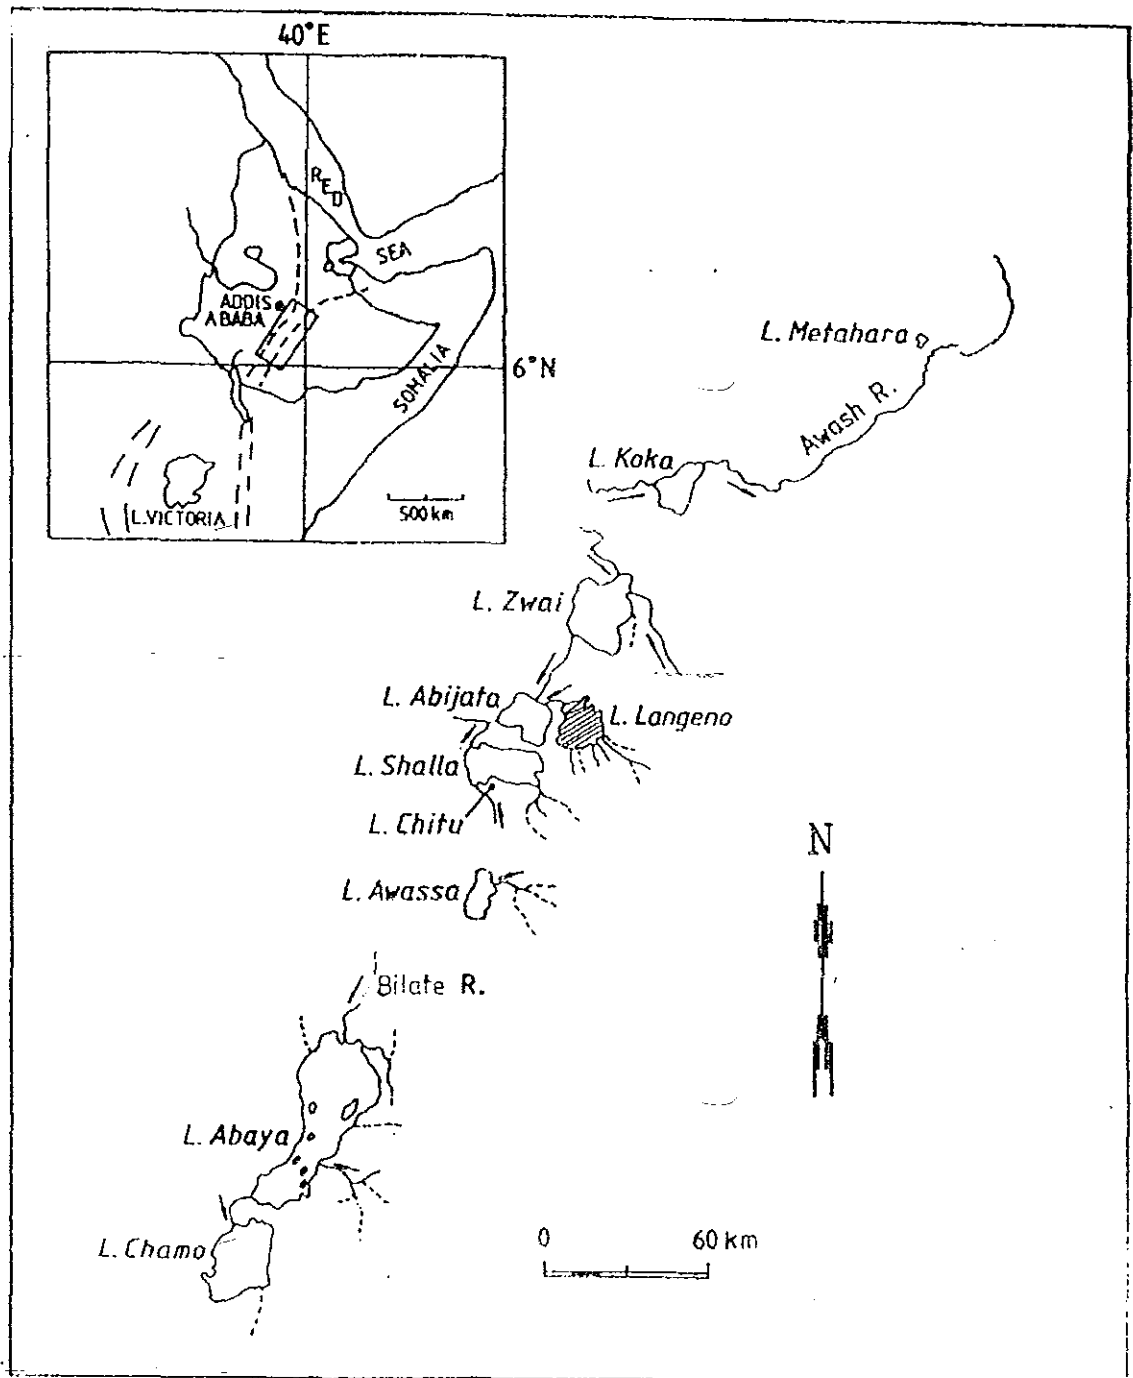 40°E
RED
SEA
ADDIS
ABABA
6°N
SOMALIA
L.VICTORIA
500 km
L. Metahara
Awash R.
L. Koka
L. Zwai
L. Abijata
L. Langeno
L. Shalla
L. Chitu
N
L. Awassa
Bilate R.
L. Abaya
L. Chamo
0 60 km